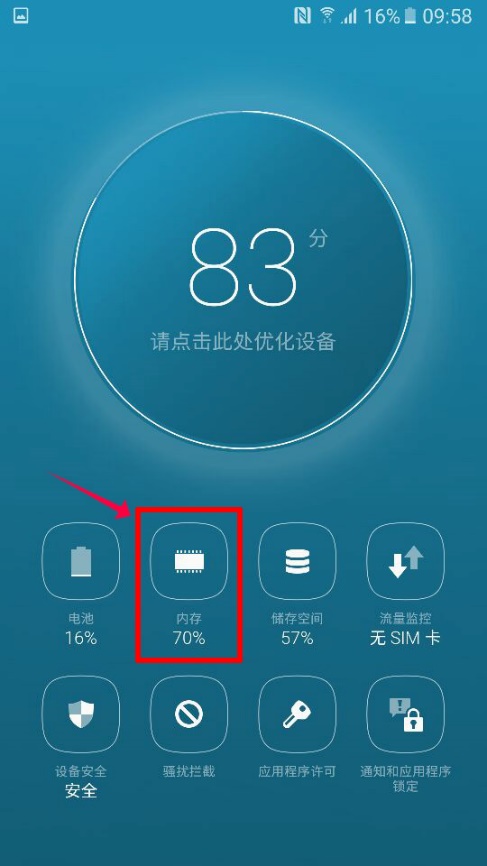 16% 09:58
83 分
请点击此处优化设备
电池 内存 储存空间 流量监控
16% 70% 57% 无 SIM 卡
设备安全 骚扰拦截 应用程序许可 通知和应用程序
安全 锁定